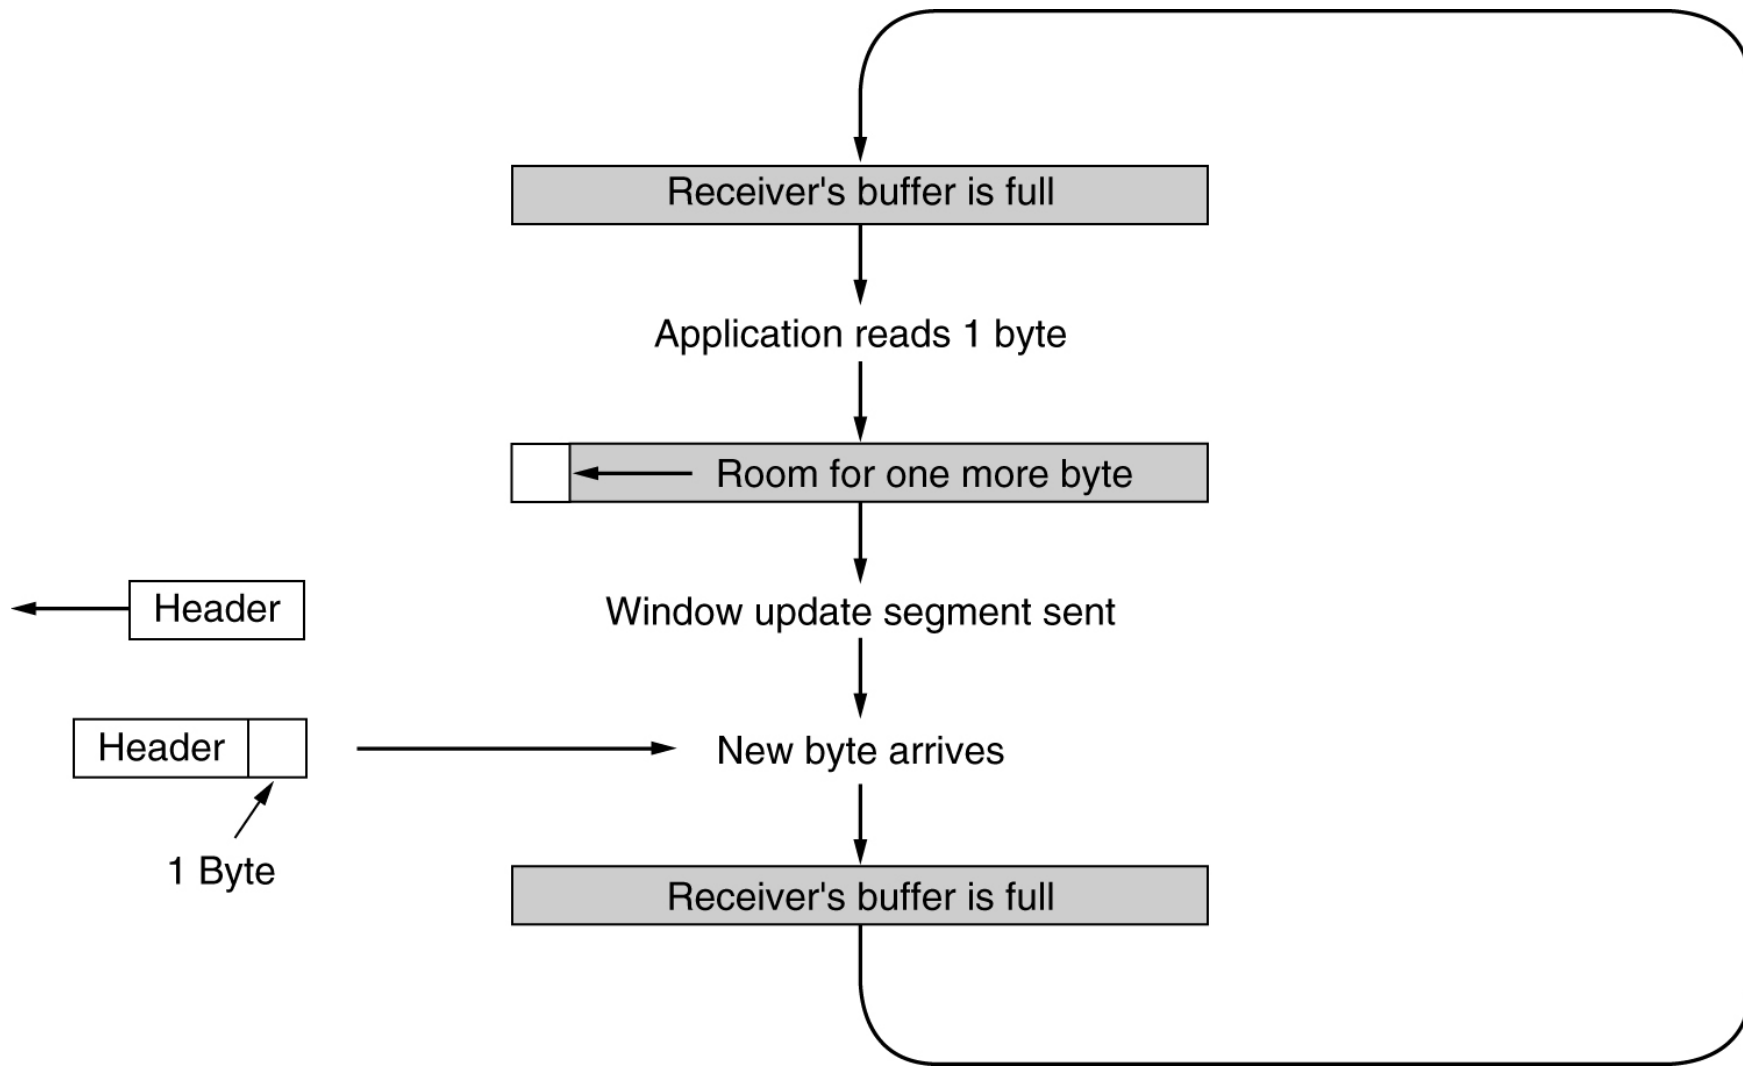 Receiver's buffer is full
Application reads 1 byte
Room for one more byte
Header
Window update segment sent
Header
New byte arrives
1 Byte
Receiver's buffer is full